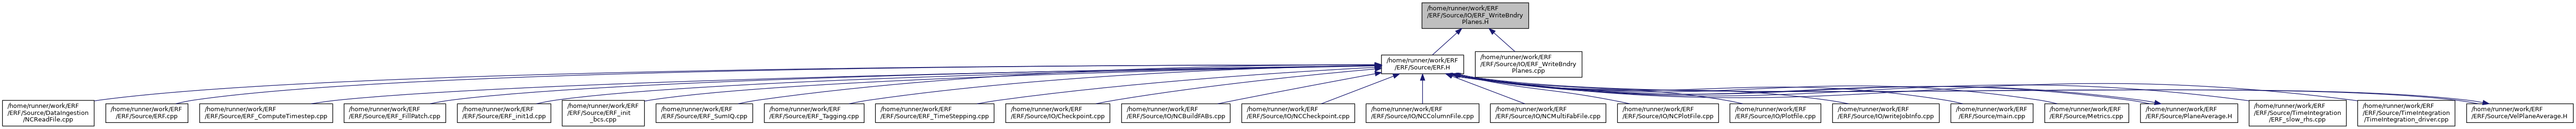 /home/runner/work/ERF
/ERF/Source/IO/ERF_WriteBndry
Planes.H
/home/runner/work/ERF
/ERF/Source/ERF.H
/home/runner/work/ERF
/ERF/Source/IO/ERF_WriteBndry
Planes.cpp
/home/runner/work/ERF
/ERF/Source/DataIngestion
/NCReadFile.cpp
/home/runner/work/ERF
/ERF/Source/ERF.cpp
/home/runner/work/ERF
/ERF/Source/ERF_ComputeTimestep.cpp
/home/runner/work/ERF
/ERF/Source/ERF_FillPatch.cpp
/home/runner/work/ERF
/ERF/Source/ERF_init1d.cpp
/home/runner/work/ERF
/ERF/Source/ERF_init
_bcs.cpp
/home/runner/work/ERF
/ERF/Source/ERF_SumIQ.cpp
/home/runner/work/ERF
/ERF/Source/ERF_Tagging.cpp
/home/runner/work/ERF
/ERF/Source/ERF_TimeStepping.cpp
/home/runner/work/ERF
/ERF/Source/IO/Checkpoint.cpp
/home/runner/work/ERF
/ERF/Source/IO/NCBuildFABs.cpp
/home/runner/work/ERF
/ERF/Source/IO/NCCheckpoint.cpp
/home/runner/work/ERF
/ERF/Source/IO/NCColumnFile.cpp
/home/runner/work/ERF
/ERF/Source/IO/NCMultiFabFile.cpp
/home/runner/work/ERF
/ERF/Source/IO/NCPlotFile.cpp
/home/runner/work/ERF
/ERF/Source/IO/Plotfile.cpp
/home/runner/work/ERF
/ERF/Source/IO/writeJobInfo.cpp
/home/runner/work/ERF
/ERF/Source/main.cpp
/home/runner/work/ERF
/ERF/Source/Metrics.cpp
/home/runner/work/ERF
/ERF/Source/PlaneAverage.H
/home/runner/work/ERF
/ERF/Source/TimeIntegration
/ERF_slow_rhs.cpp
/home/runner/work/ERF
/ERF/Source/TimeIntegration
/TimeIntegration_driver.cpp
/home/runner/work/ERF
/ERF/Source/VelPlaneAverage.H